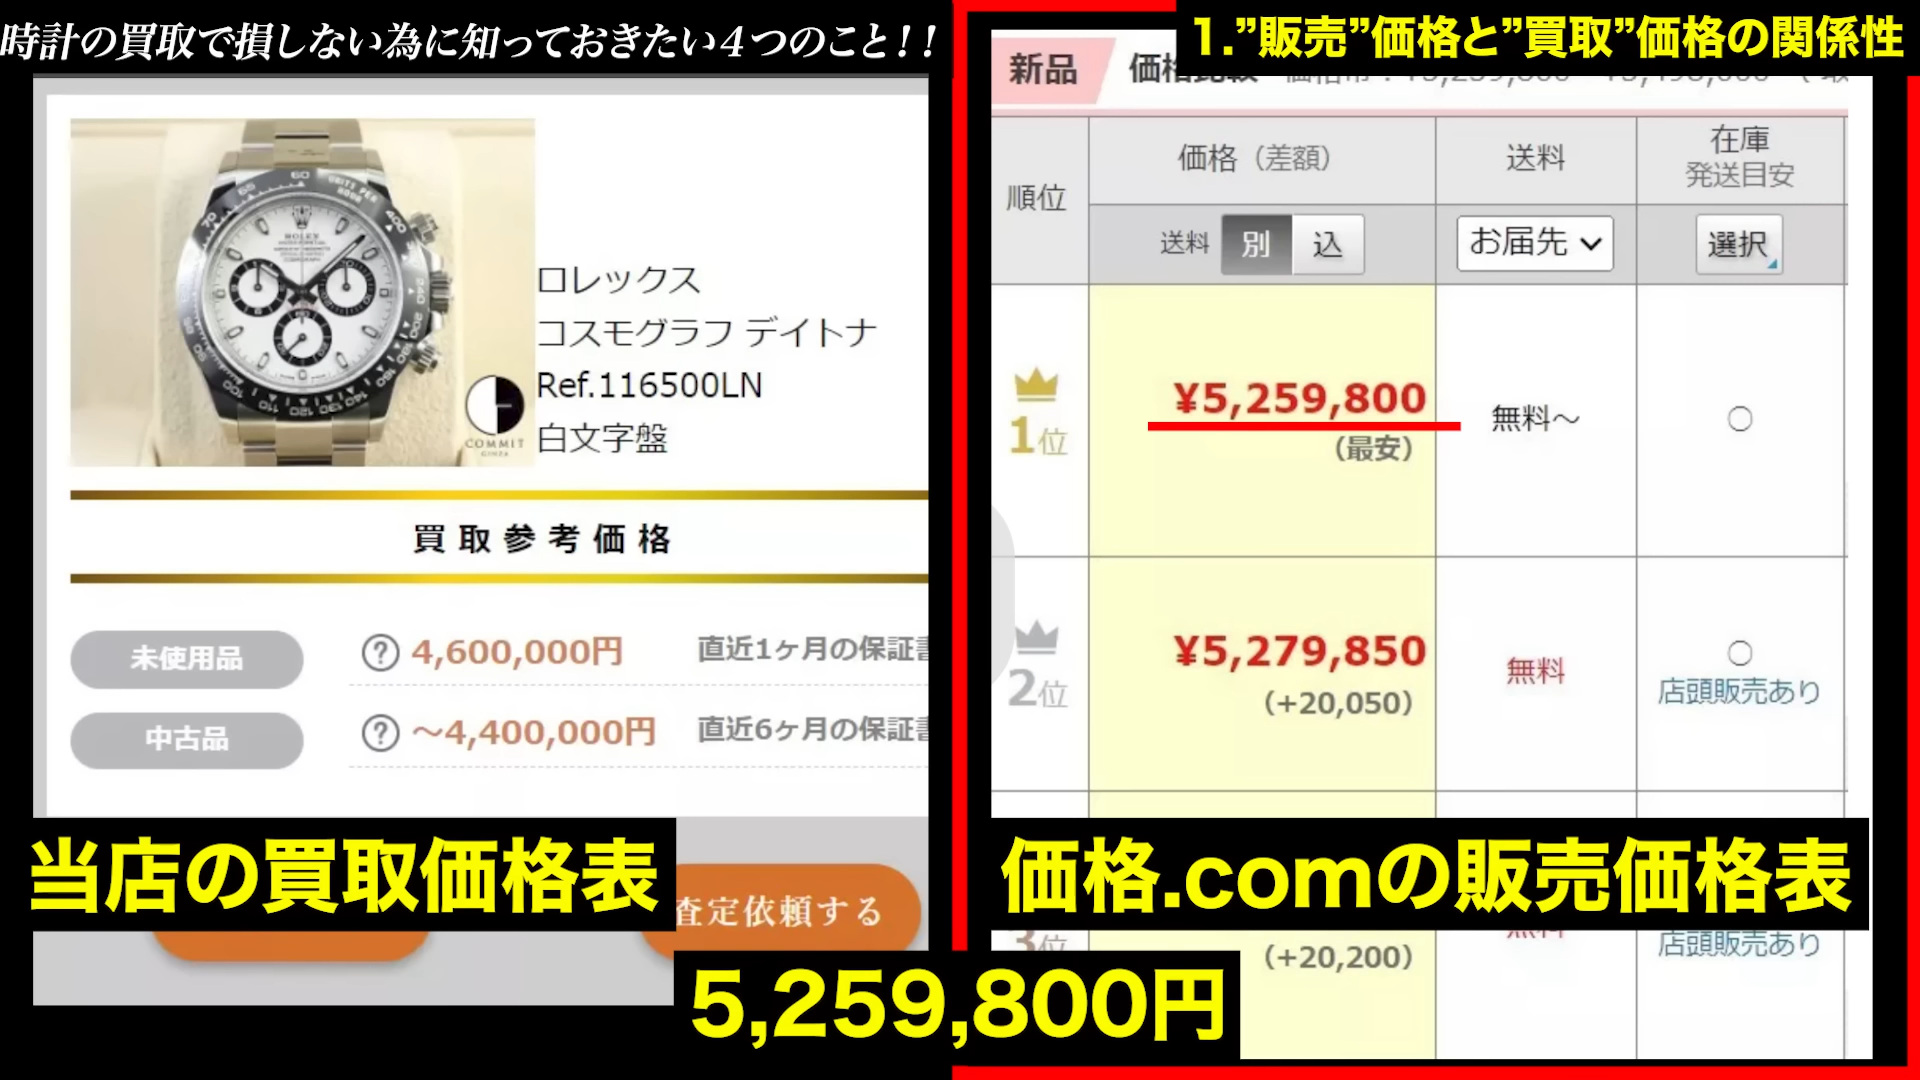 時計の買取で損しない為に知っておきたい4つのこと！！
1.”販売”価格と”買取”価格の関係性
ROLEX
COMMIT
GINZA
ロレックス
コスモグラフ デイトナ
Ref.116500LN
白文字盤
買取参考価格
未使用品
? 4,600,000円
直近1ヶ月の保証書
中古品
? ～4,400,000円
直近6ヶ月の保証書
当店の買取価格表
査定依頼する
新品
価格比較
順位
価格（差額）
送料
在庫
発送目安
送料 別 込
お届先
選択
1位
¥5,259,800
（最安）
無料～
○
2位
¥5,279,850
（+20,050）
無料
○
店頭販売あり
価格.comの販売価格表
3位
（+20,200）
無料
店頭販売あり
5,259,800円